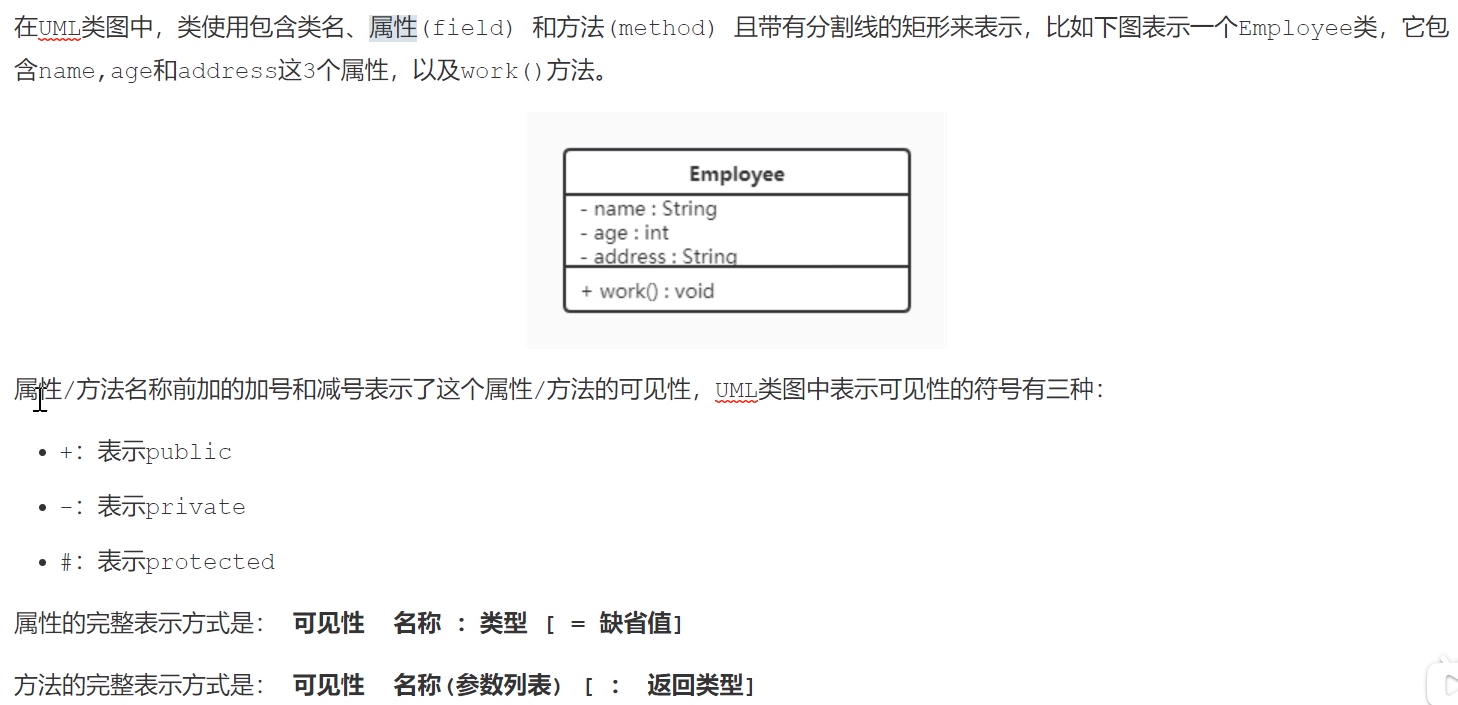 在UML类图中，类使用包含类名、属性(field) 和方法(method) 且带有分割线的矩形来表示，比如下图表示一个Employee类，它包
含name,age和address这3个属性，以及work()方法。
Employee
- name : String
- age : int
- address : String
+ work() : void
属性/方法名称前加的加号和减号表示了这个属性/方法的可见性，UML类图中表示可见性的符号有三种：
• +：表示public
• -：表示private
• #：表示protected
属性的完整表示方式是： 可见性 名称 ：类型 [ = 缺省值]
方法的完整表示方式是： 可见性 名称(参数列表) [ ： 返回类型]